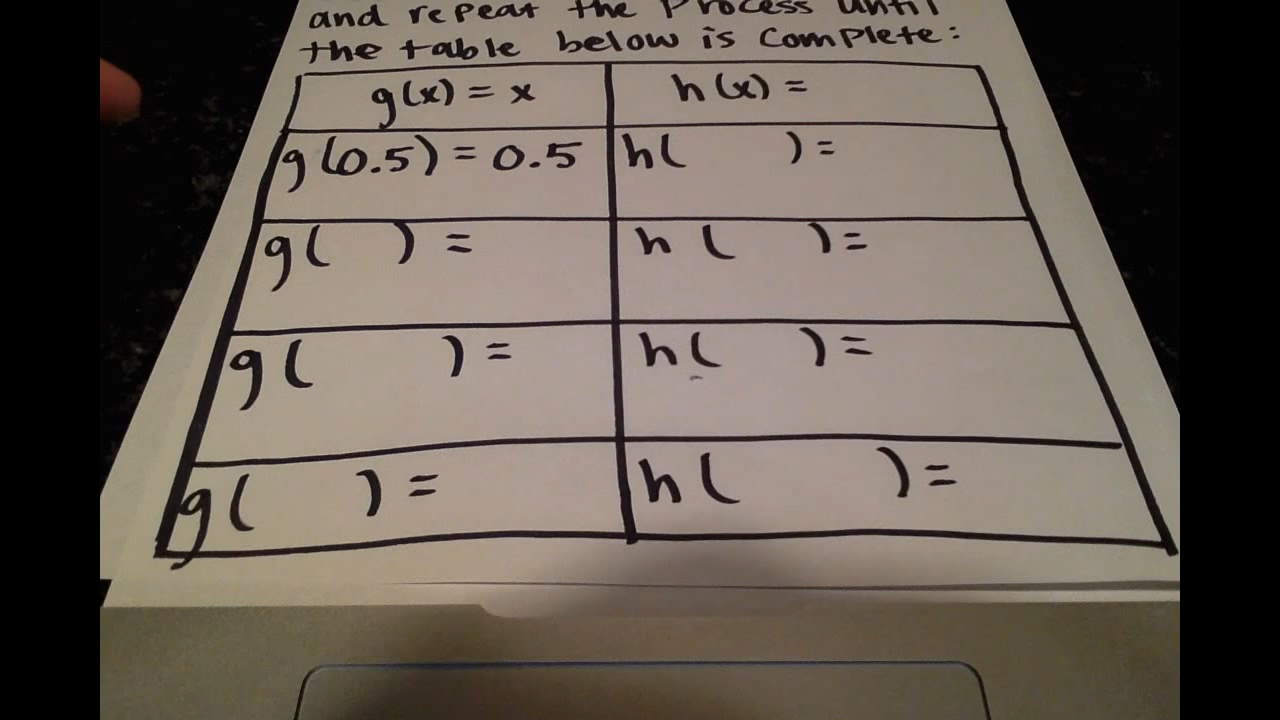 and repeat the Process until
the table below is complete:
g(x) = x h(x) =
g(0.5) = 0.5 h( ) =
g( ) = h( ) =
g( ) = h( ) =
g( ) = h( ) =